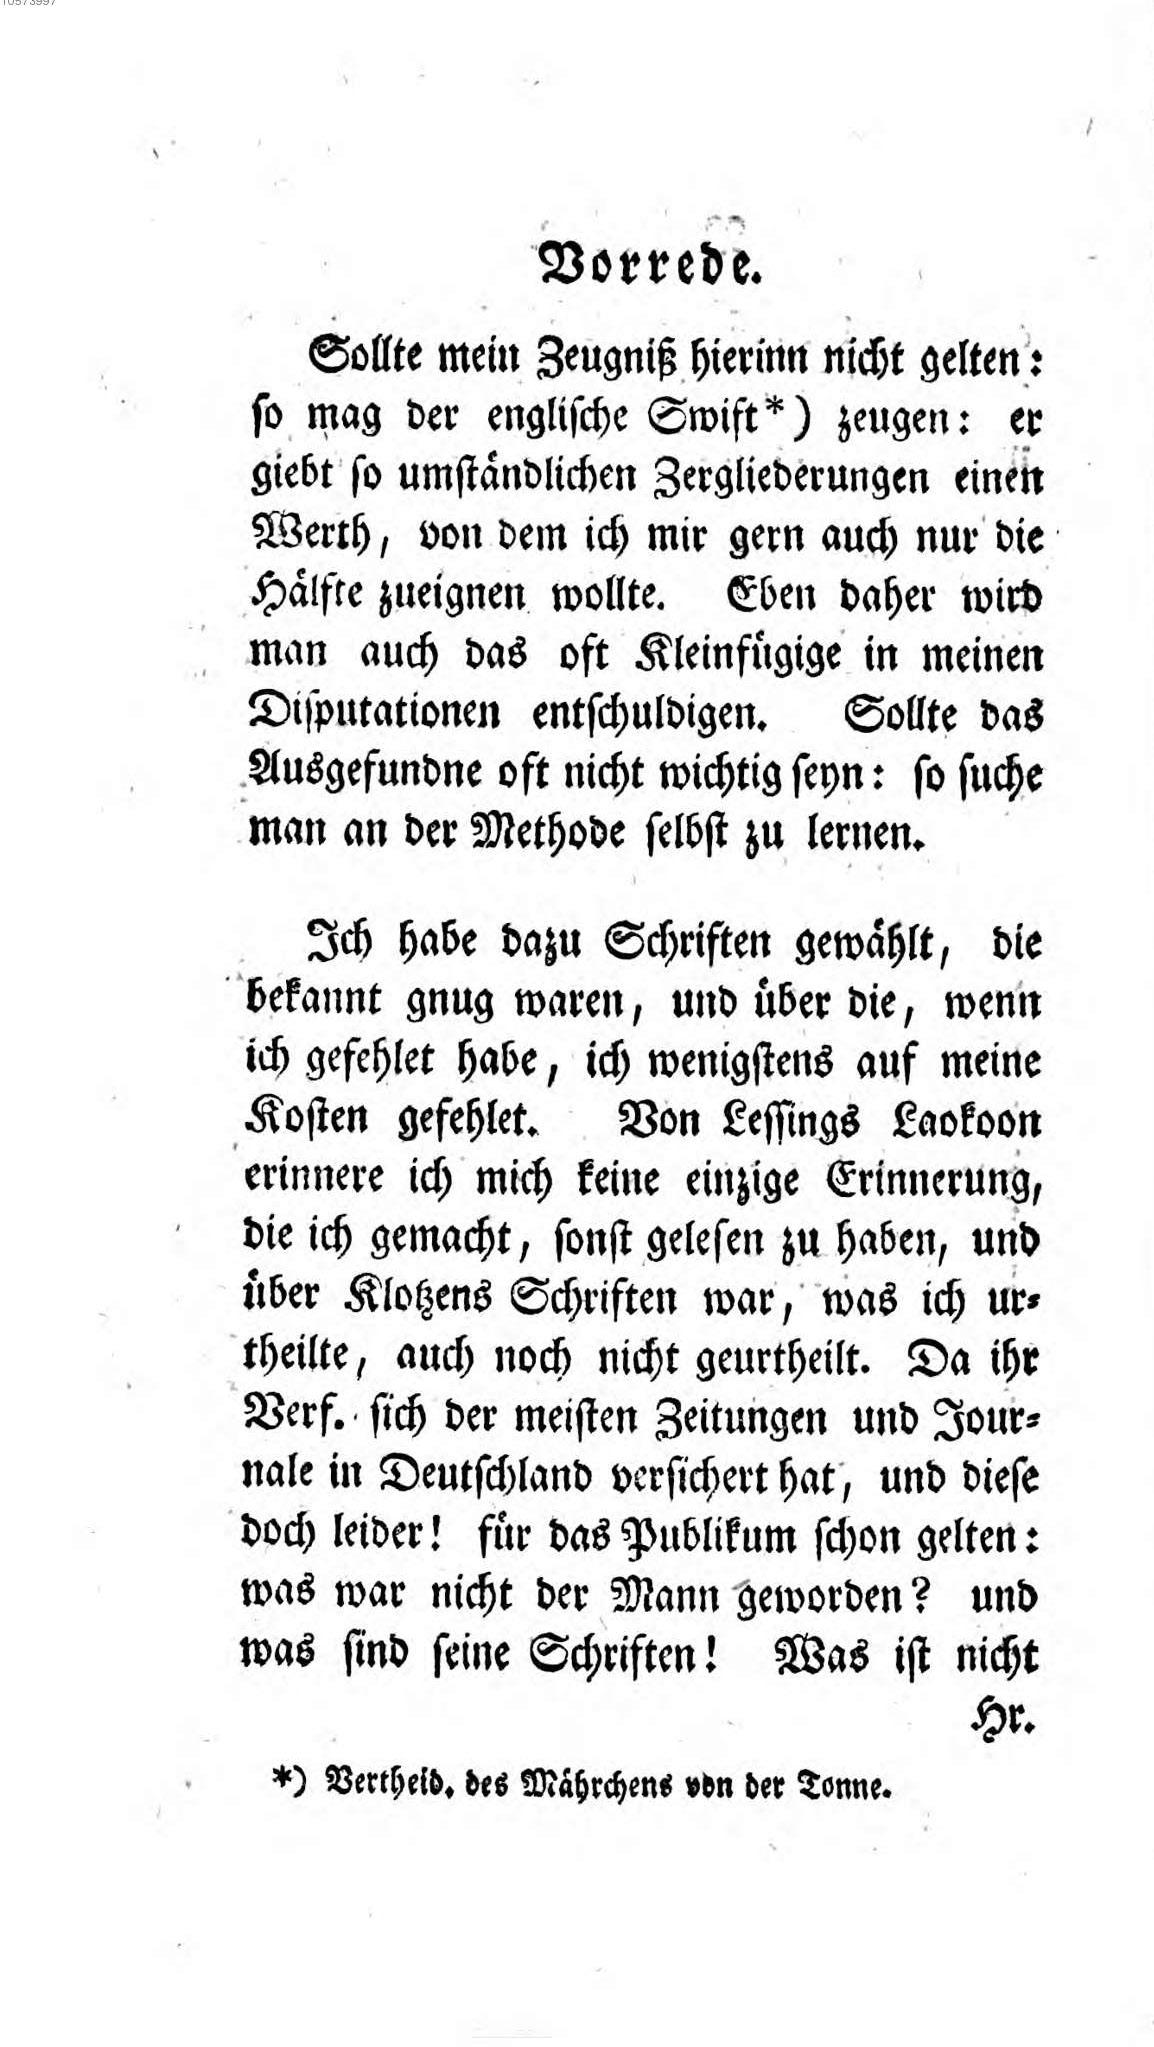 10573997
Vorrede.
Sollte mein Zeugniß hierinn nicht gelten:
so mag der englische Swift*) zeugen: er
giebt so umständlichen Zergliederungen einen
Werth, von dem ich mir gern auch nur die
Hälfte zueignen wollte. Eben daher wird
man auch das oft Kleinfügige in meinen
Disputationen entschuldigen. Sollte das
Ausgefundne oft nicht wichtig seyn: so suche
man an der Methode selbst zu lernen.
Ich habe dazu Schriften gewählt, die
bekannt gnug waren, und über die, wenn
ich gefehlet habe, ich wenigstens auf meine
Kosten gefehlet. Von Lessings Laokoon
erinnere ich mich keine einzige Erinnerung,
die ich gemacht, sonst gelesen zu haben, und
über Klotzens Schriften war, was ich ur-
theilte, auch noch nicht geurtheilt. Da ihr
Verf. sich der meisten Zeitungen und Jour-
nale in Deutschland versichert hat, und diese
doch leider! für das Publikum schon gelten:
was war nicht der Mann geworden? und
was sind seine Schriften! Was ist nicht
Hr.
*) Vertheid. des Mährchens von der Tonne.